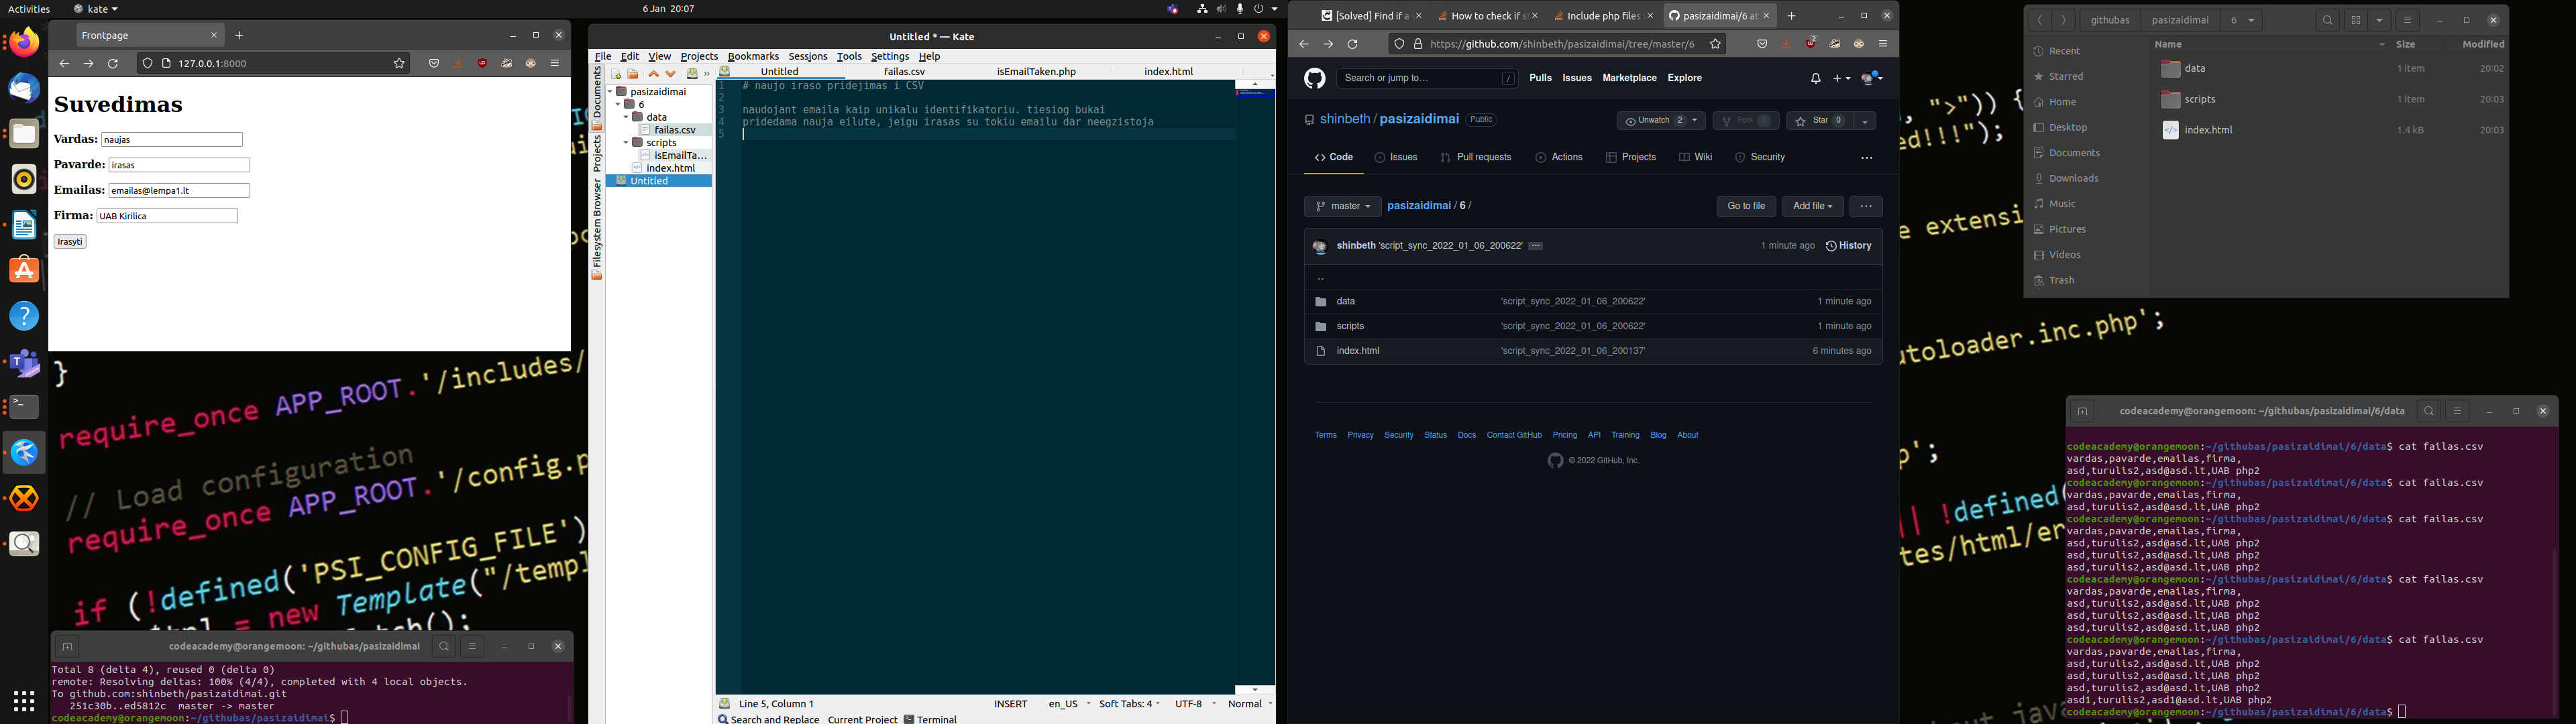 Activities
kate
6 Jan 20:07
Frontpage
127.0.0.1:8000
Suvedimas
Vardas: naujas
Pavarde: irasas
Emailas: emailas@lempa1.lt
Firma: UAB Kirilica
Irasyti
}
require_once APP_ROOT.'/includes/
// Load configuration
require_once APP_ROOT.'/config.p
if (!defined('PSI_CONFIG_FILE')
= new Template("/templ
codeacademy@orangemoon: ~/githubas/pasizaidimai
Total 8 (delta 4), reused 0 (delta 0)
remote: Resolving deltas: 100% (4/4), completed with 4 local objects.
To github.com:shinbeth/pasizaidimai.git
251c30b..ed5812c master -> master
codeacademy@orangemoon:~/githubas/pasizaidimai$
Untitled * — Kate
File Edit View Projects Bookmarks Sessions Tools Settings Help
Untitled failas.csv isEmailTaken.php index.html
Documents
Projects
Filesystem Browser
pasizaidimai
6
data
failas.csv
scripts
isEmailTa...
index.html
Untitled
1 # naujo iraso pridejimas i CSV
2
3 naudojant emaila kaip unikalu identifikatoriu. tiesiog bukai
4 pridedama nauja eilute, jeigu irasas su tokiu emailu dar neegzistoja
5
Line 5, Column 1 INSERT en_US Soft Tabs: 4 UTF-8 Normal
Search and Replace Current Project Terminal
[Solved] Find if a
How to check if s
Include php files
pasizaidimai/6 at
https://github.com/shinbeth/pasizaidimai/tree/master/6
Search or jump to… /
Pulls Issues Marketplace Explore
shinbeth / pasizaidimai Public
Unwatch 2 Fork 0 Star 0
Code Issues Pull requests Actions Projects Wiki Security
master
pasizaidimai / 6 /
Go to file Add file
shinbeth 'script_sync_2022_01_06_200622' 1 minute ago History
..
data 'script_sync_2022_01_06_200622' 1 minute ago
scripts 'script_sync_2022_01_06_200622' 1 minute ago
index.html 'script_sync_2022_01_06_200137' 6 minutes ago
Terms Privacy Security Status Docs Contact GitHub Pricing API Training Blog About
© 2022 GitHub, Inc.
githubas pasizaidimai 6
Recent
Starred
Home
Desktop
Documents
Downloads
Music
Pictures
Videos
Trash
Name Size Modified
data 1 item 20:02
scripts 1 item 20:03
index.html 1.4 kB 20:03
">")) {
ed!!!");
e extensi
utoloader.inc.php';
p';
|| !defined(
tes/html/er
codeacademy@orangemoon: ~/githubas/pasizaidimai/6/data
codeacademy@orangemoon:~/githubas/pasizaidimai/6/data$ cat failas.csv
vardas,pavarde,emailas,firma,
asd,turulis2,asd@asd.lt,UAB php2
codeacademy@orangemoon:~/githubas/pasizaidimai/6/data$ cat failas.csv
vardas,pavarde,emailas,firma,
asd,turulis2,asd@asd.lt,UAB php2
codeacademy@orangemoon:~/githubas/pasizaidimai/6/data$ cat failas.csv
vardas,pavarde,emailas,firma,
asd,turulis2,asd@asd.lt,UAB php2
asd,turulis2,asd@asd.lt,UAB php2
asd,turulis2,asd@asd.lt,UAB php2
codeacademy@orangemoon:~/githubas/pasizaidimai/6/data$ cat failas.csv
vardas,pavarde,emailas,firma,
asd,turulis2,asd@asd.lt,UAB php2
asd,turulis2,asd@asd.lt,UAB php2
asd,turulis2,asd@asd.lt,UAB php2
codeacademy@orangemoon:~/githubas/pasizaidimai/6/data$ cat failas.csv
vardas,pavarde,emailas,firma,
asd,turulis2,asd@asd.lt,UAB php2
asd,turulis2,asd@asd.lt,UAB php2
asd,turulis2,asd@asd.lt,UAB php2
asd1,turulis2,asd1@asd.lt,UAB php2
codeacademy@orangemoon:~/githubas/pasizaidimai/6/data$